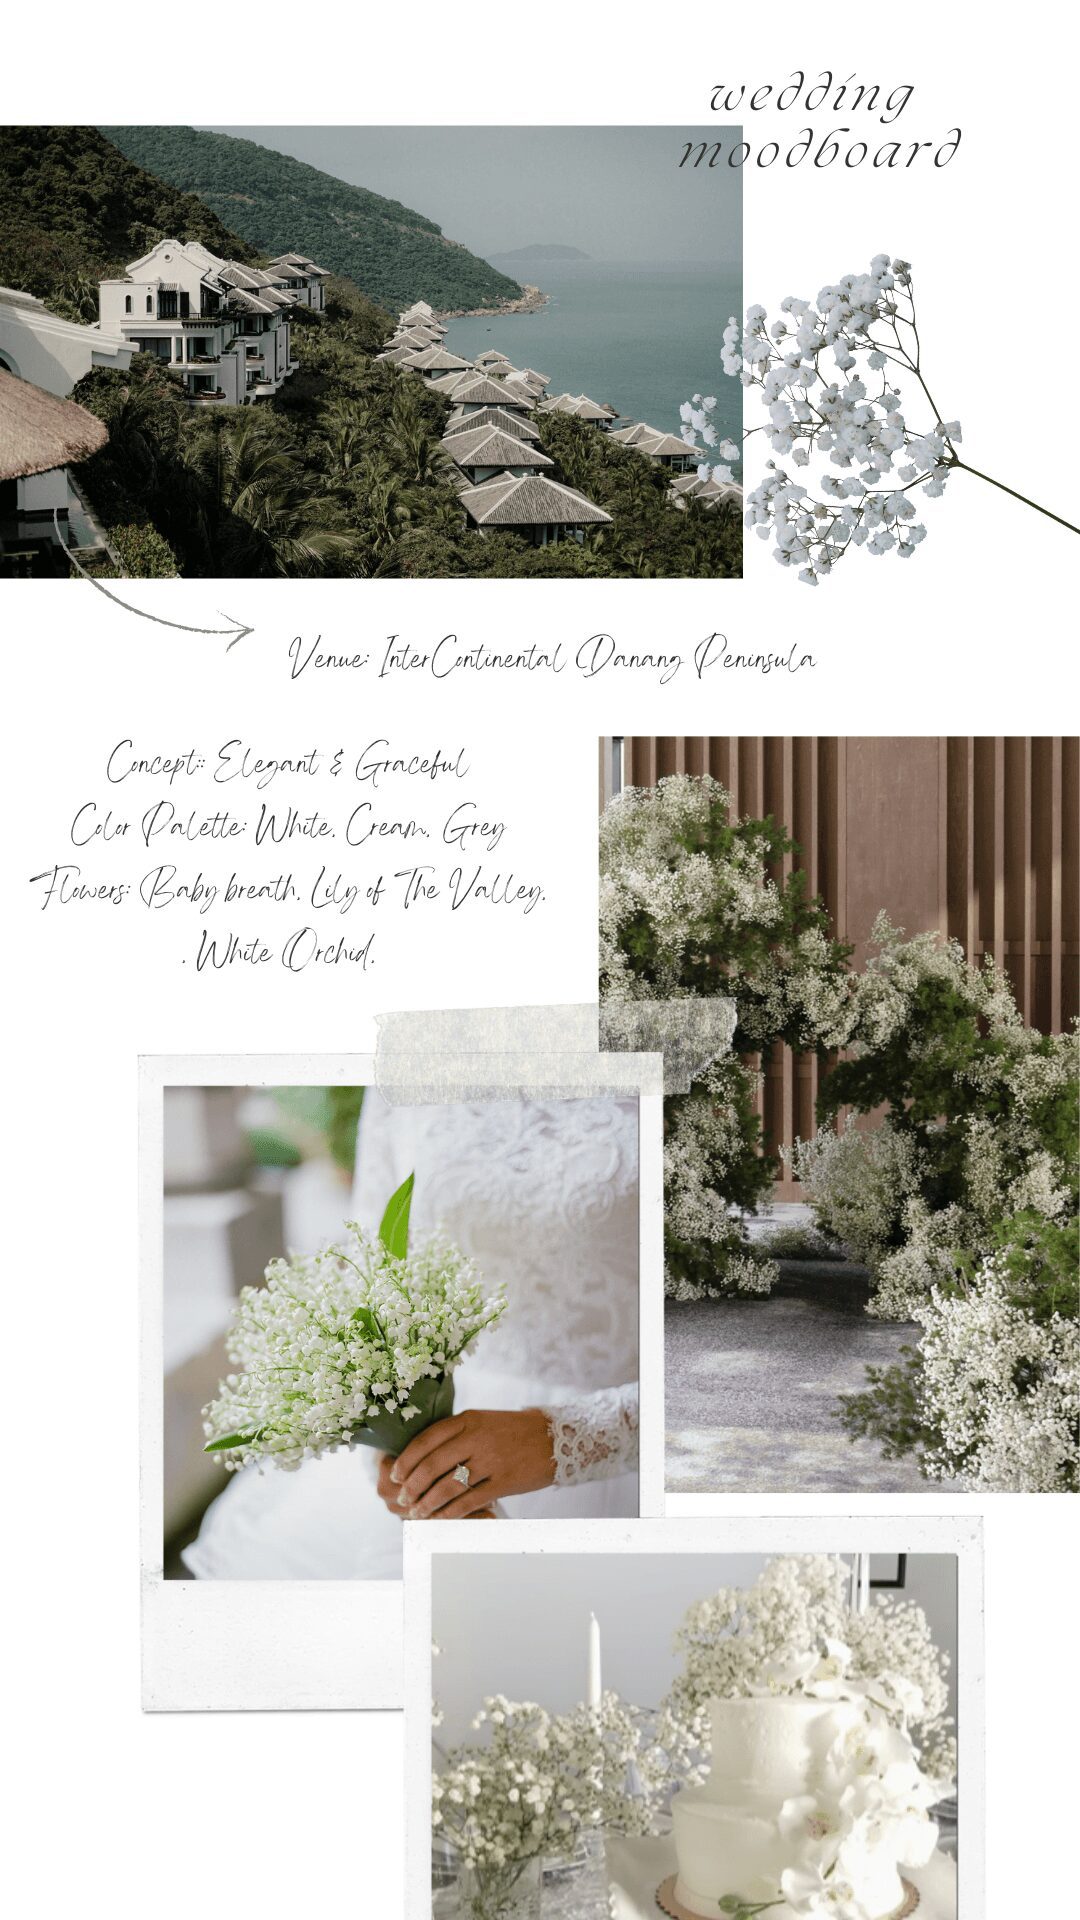 wedding
moodboard
Venue: InterContinental Danang Peninsula
Concept:: Elegant & Graceful
Color Palette: White, Cream, Grey
Flowers: Baby breath, Lily of The Valley,
, White Orchid,